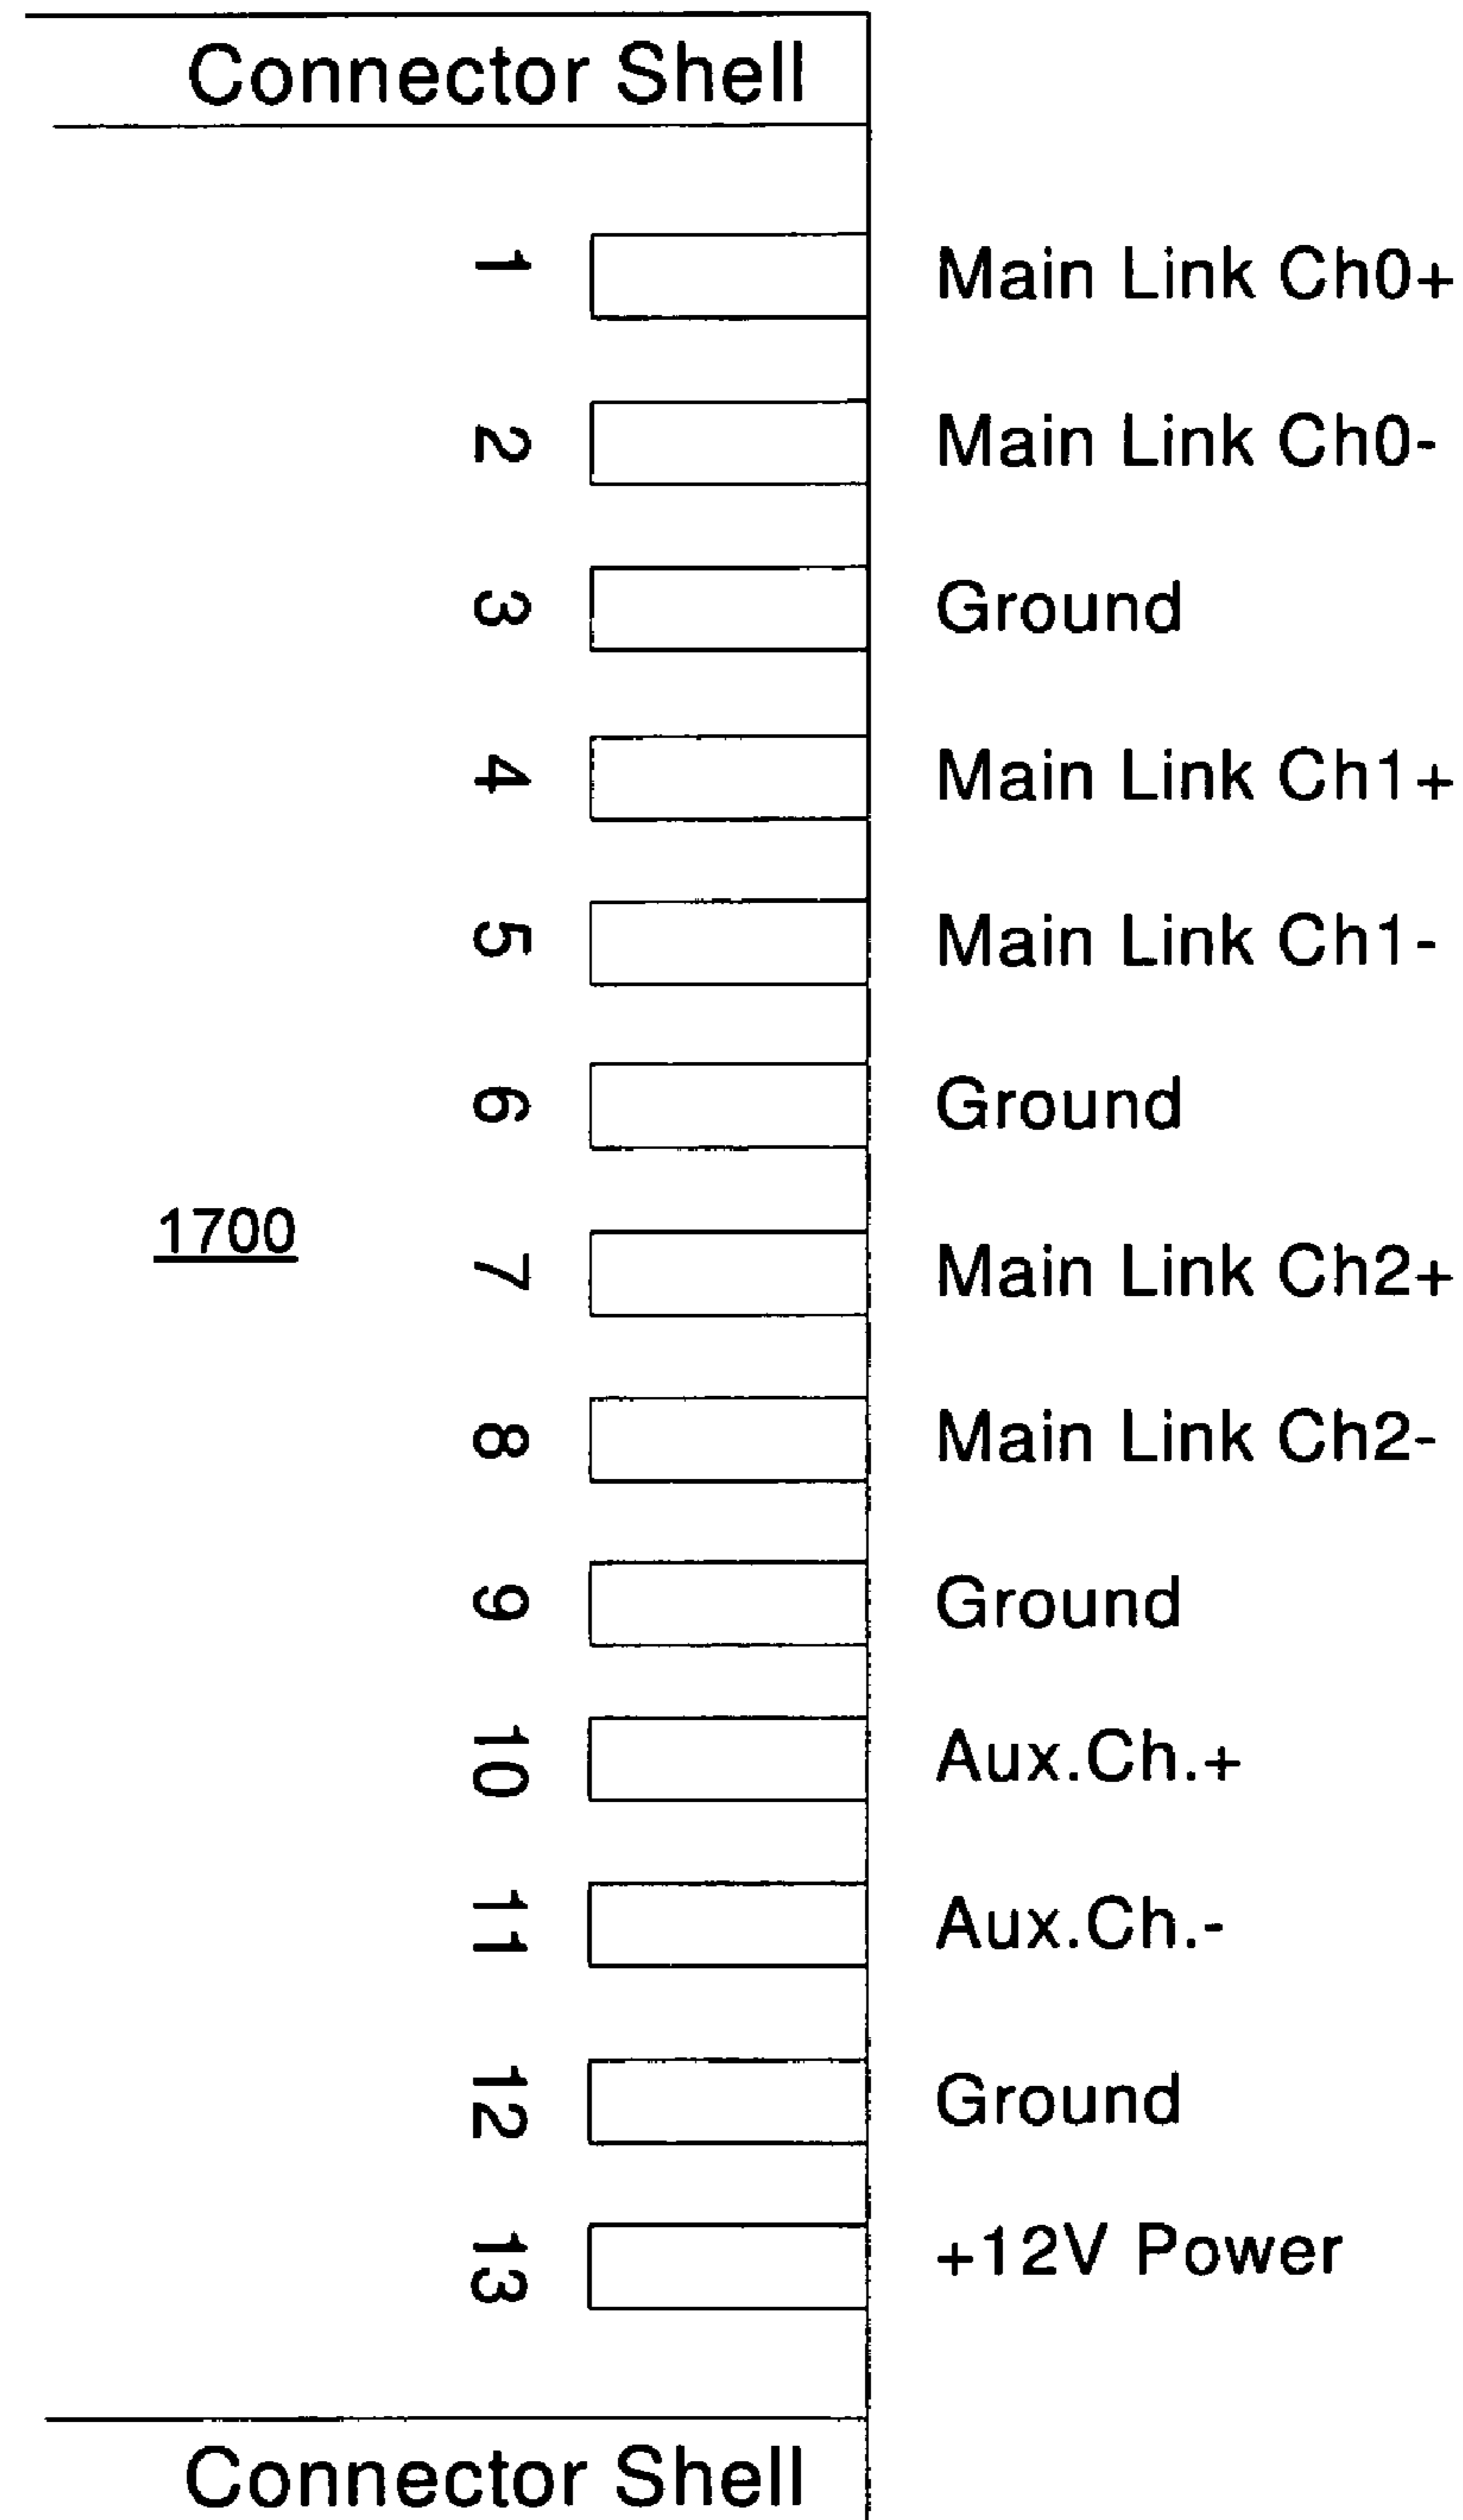 Connector Shell
1 Main Link Ch0+
2 Main Link Ch0-
3 Ground
4 Main Link Ch1+
5 Main Link Ch1-
6 Ground
1700
7 Main Link Ch2+
8 Main Link Ch2-
9 Ground
10 Aux.Ch.+
11 Aux.Ch.-
12 Ground
13 +12V Power
Connector Shell